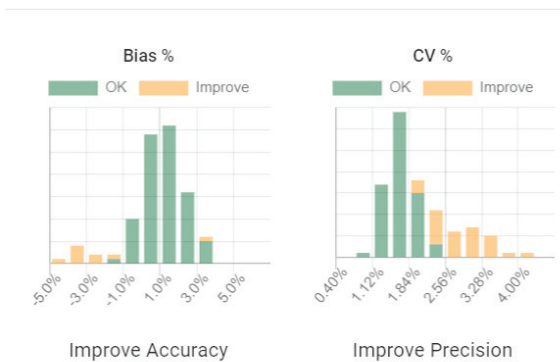 Bias %
OK Improve
-5.0% -3.0% -1.0% 1.0% 3.0% 5.0%
Improve Accuracy
CV %
OK Improve
0.40% 1.12% 1.84% 2.56% 3.28% 4.00%
Improve Precision